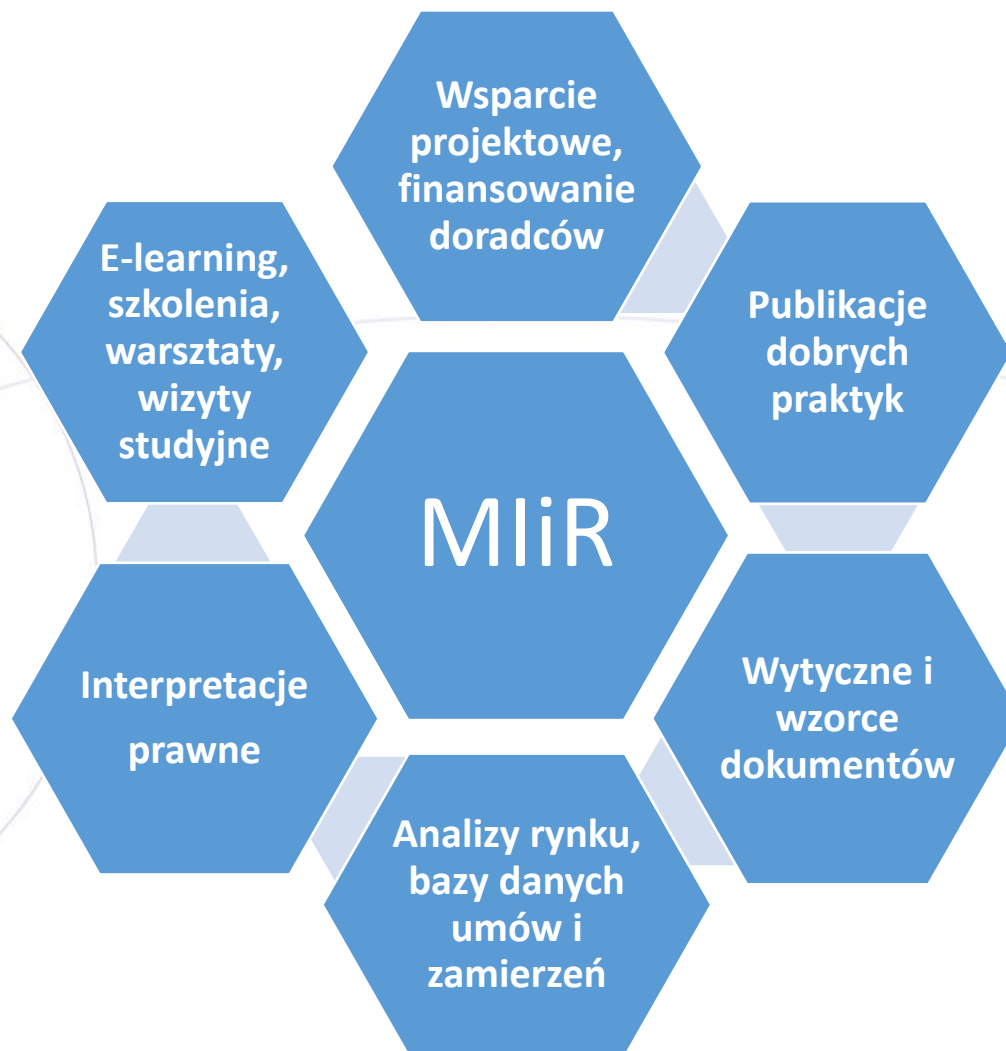 Wsparcie
projektowe,
finansowanie
doradców
E-learning,
szkolenia,
warsztaty,
wizyty
studyjne
Publikacje
dobrych
praktyk
MIiR
Interpretacje
prawne
Wytyczne i
wzorce
dokumentów
Analizy rynku,
bazy danych
umów i
zamierzeń